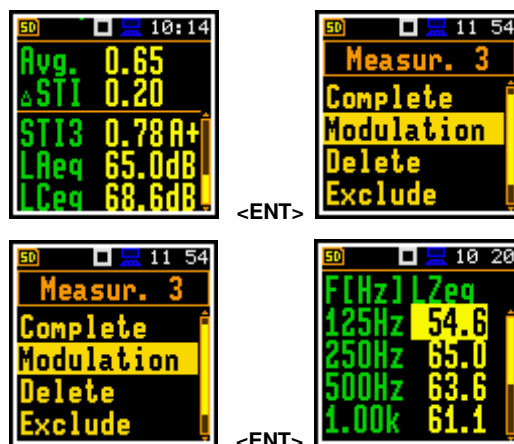 SD 10:14
Avg. 0.65
△STI 0.20
STI3 0.78 A+
LAeq 65.0dB
LCeq 68.6dB
<ENT>
SD 11 54
Measur. 3
Complete
Modulation
Delete
Exclude
SD 11 54
Measur. 3
Complete
Modulation
Delete
Exclude
<ENT>
SD 10 20
F[Hz] LZeq
125Hz 54.6
250Hz 65.0
500Hz 63.6
1.00k 61.1